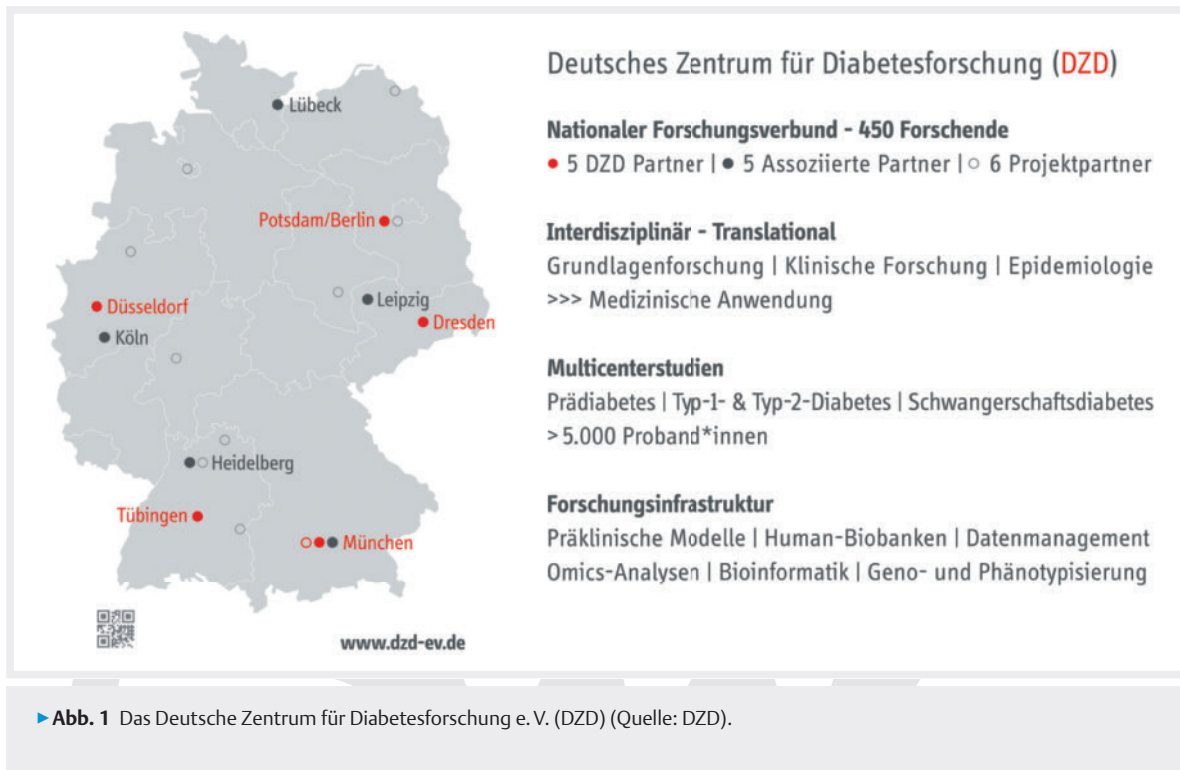 Lübeck
Potsdam/Berlin
Leipzig
Düsseldorf
Dresden
Köln
Heidelberg
Tübingen
München
www.dzd-ev.de
Deutsches Zentrum für Diabetesforschung (DZD)
Nationaler Forschungsverbund - 450 Forschende
● 5 DZD Partner | ● 5 Assoziierte Partner | ○ 6 Projektpartner
Interdisziplinär - Translational
Grundlagenforschung | Klinische Forschung | Epidemiologie
>>> Medizinische Anwendung
Multicenterstudien
Prädiabetes | Typ-1- & Typ-2-Diabetes | Schwangerschaftsdiabetes
> 5.000 Proband*innen
Forschungsinfrastruktur
Präklinische Modelle | Human-Biobanken | Datenmanagement
Omics-Analysen | Bioinformatik | Geno- und Phänotypisierung
▶ Abb. 1 Das Deutsche Zentrum für Diabetesforschung e. V. (DZD) (Quelle: DZD).